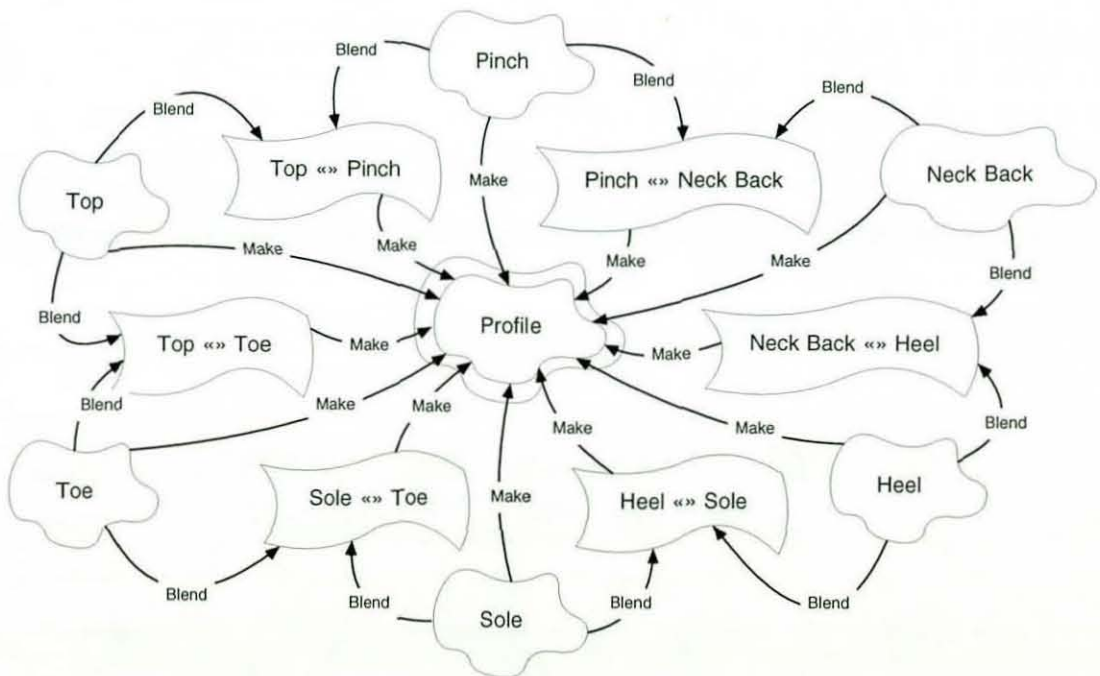 Pinch
Blend
Blend
Blend
Blend
Top «» Pinch
Pinch «» Neck Back
Neck Back
Top
Make
Make
Make
Make
Make
Blend
Blend
Profile
Top «» Toe
Make
Make
Neck Back «» Heel
Blend
Make
Make
Make
Make
Blend
Toe
Sole «» Toe
Make
Heel «» Sole
Heel
Blend
Blend
Sole
Blend
Blend